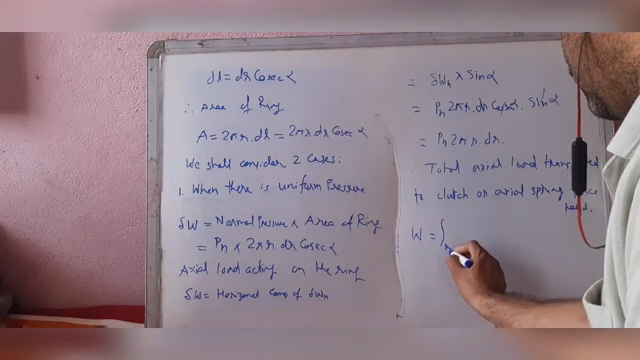 dl = dr Cosec α
∴ Area of Ring
A = 2πr. dl = 2πr dr Cosec α
We shall consider 2 cases:
1. When there is uniform Pressure
δW = Normal Pressure x Area of Ring
= Pn x 2πr. dr Cosec α
Axial load acting on the ring
δW = Horizontal Comp of δWn
= δWn x Sin α
= Pn 2πr. dr Cosec α. Sin α
= Pn 2πr. dr.
∴ Total axial load
to clutch or axial spring
W = ∫